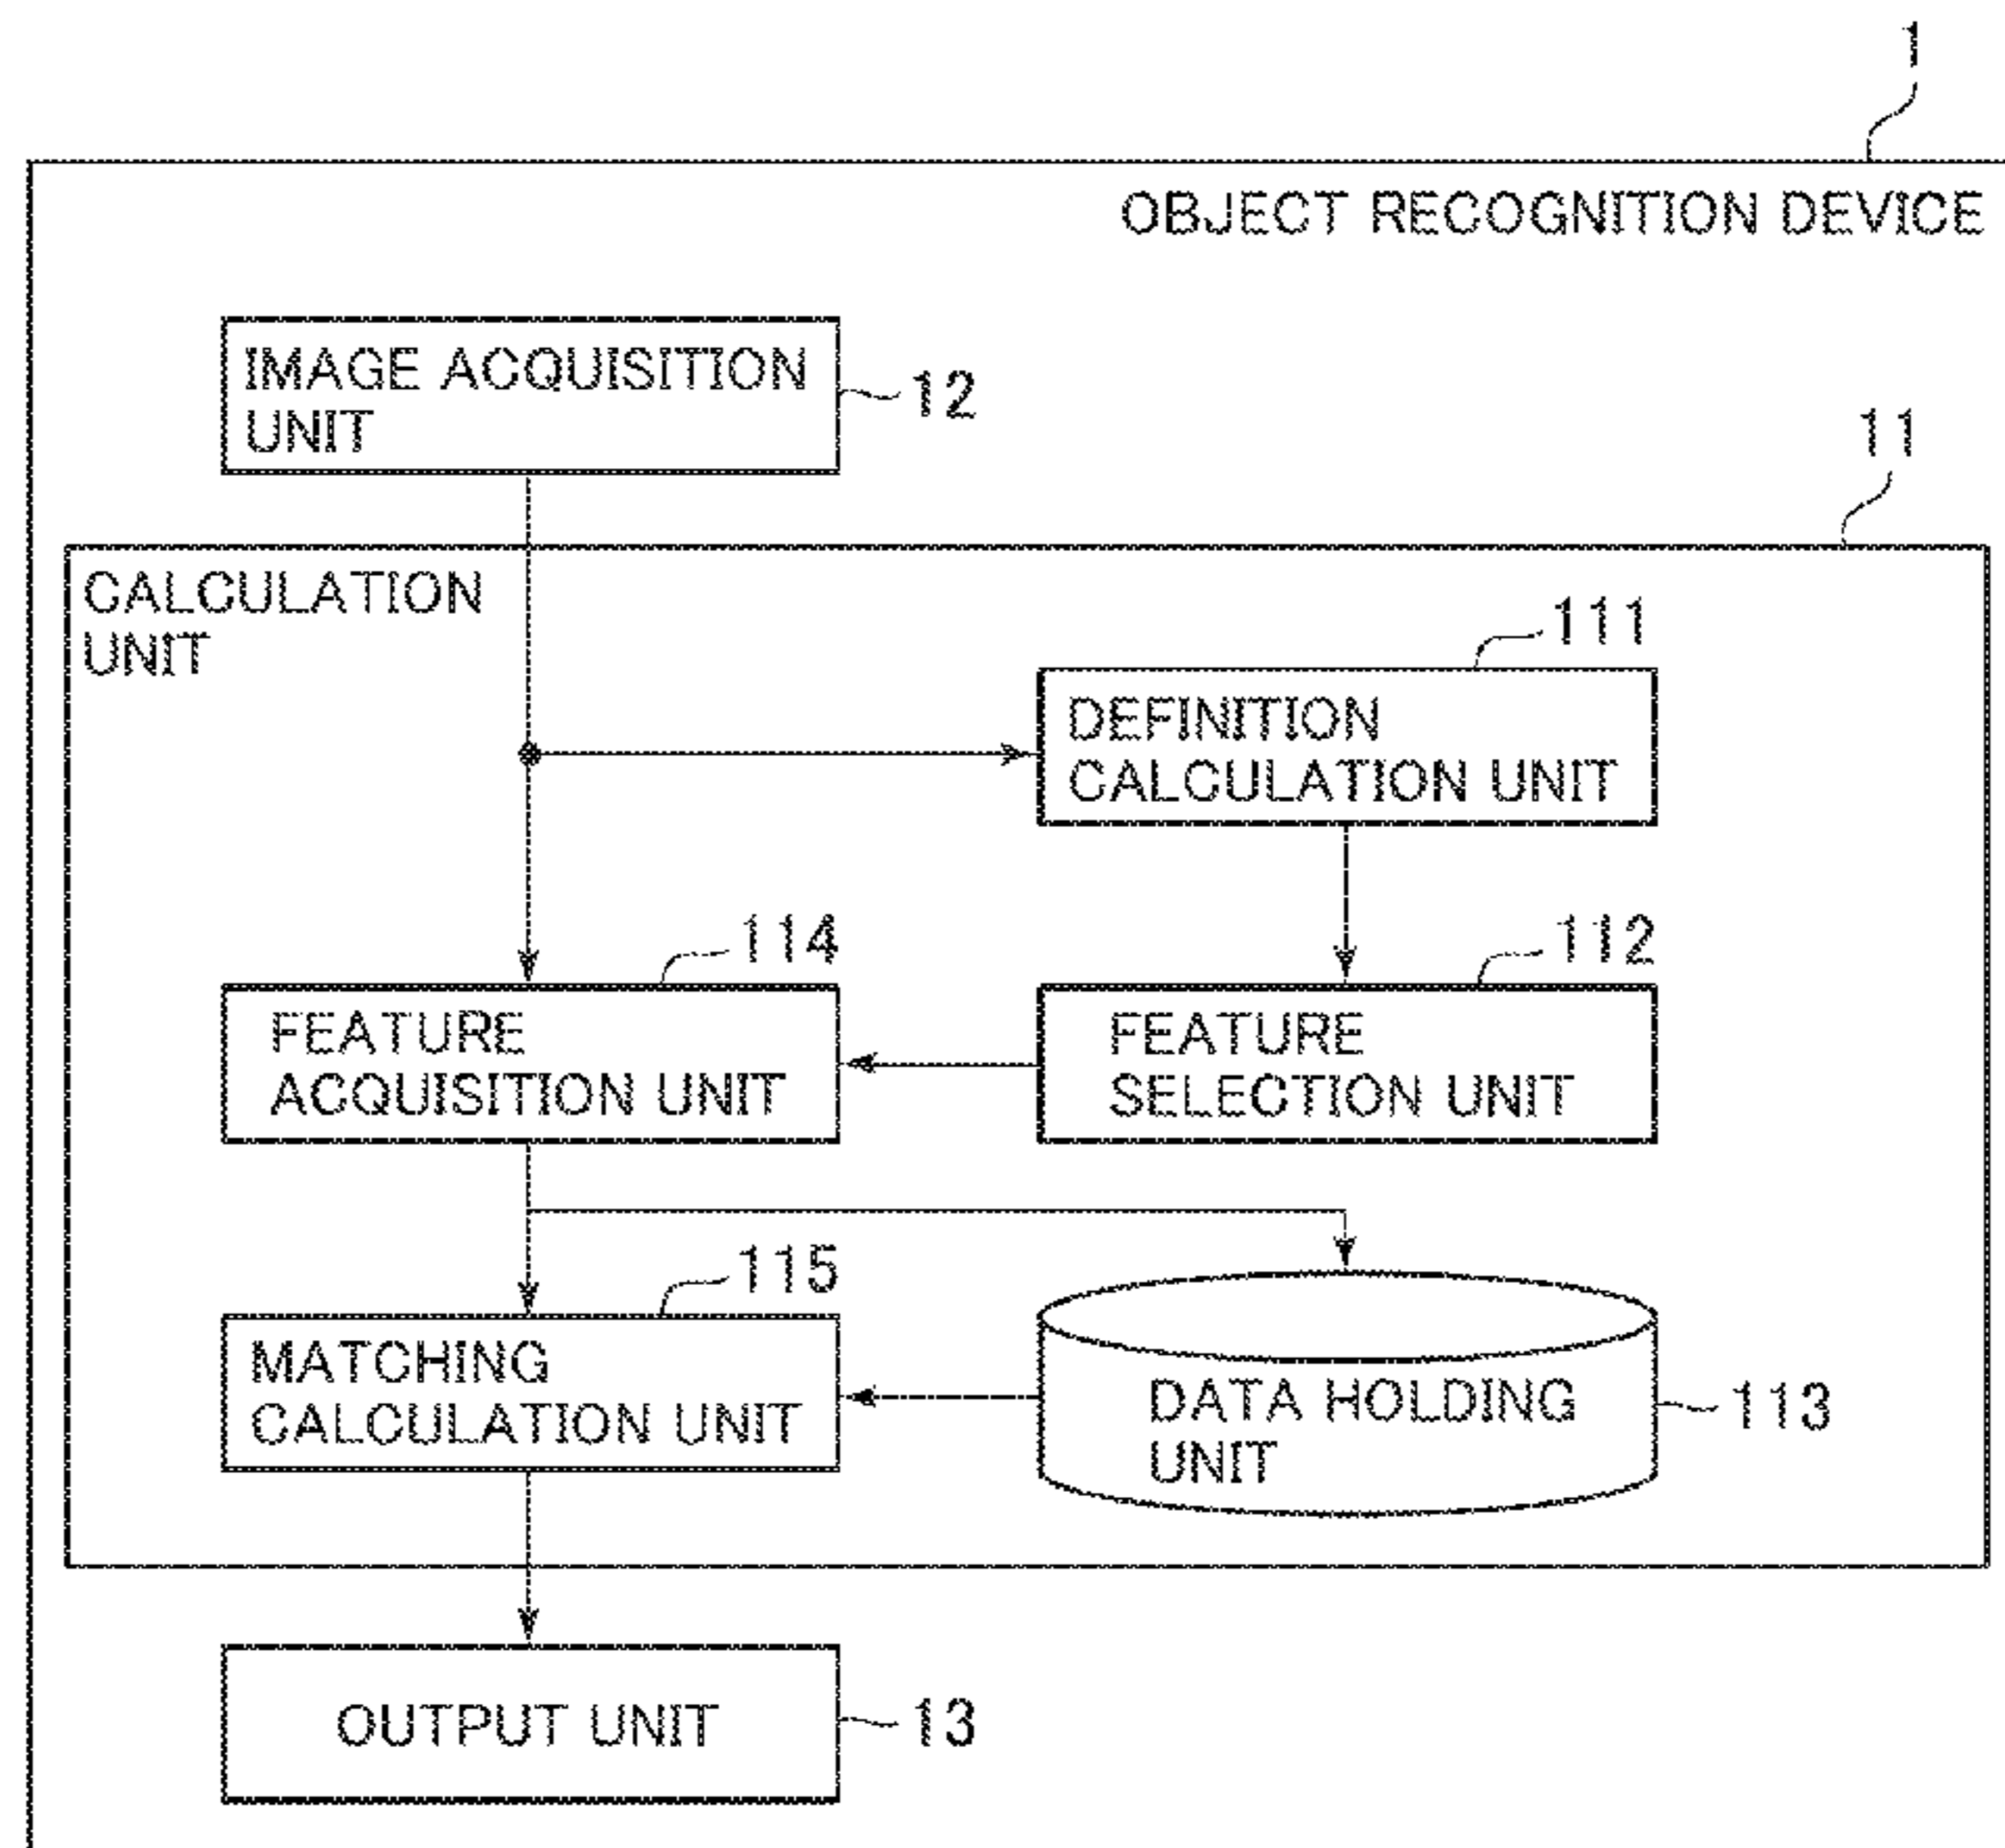 1
OBJECT RECOGNITION DEVICE
IMAGE ACQUISITION
UNIT
12
11
CALCULATION
UNIT
111
DEFINITION
CALCULATION UNIT
114
112
FEATURE
ACQUISITION UNIT
FEATURE
SELECTION UNIT
115
MATCHING
CALCULATION UNIT
DATA HOLDING
UNIT
113
OUTPUT UNIT
13